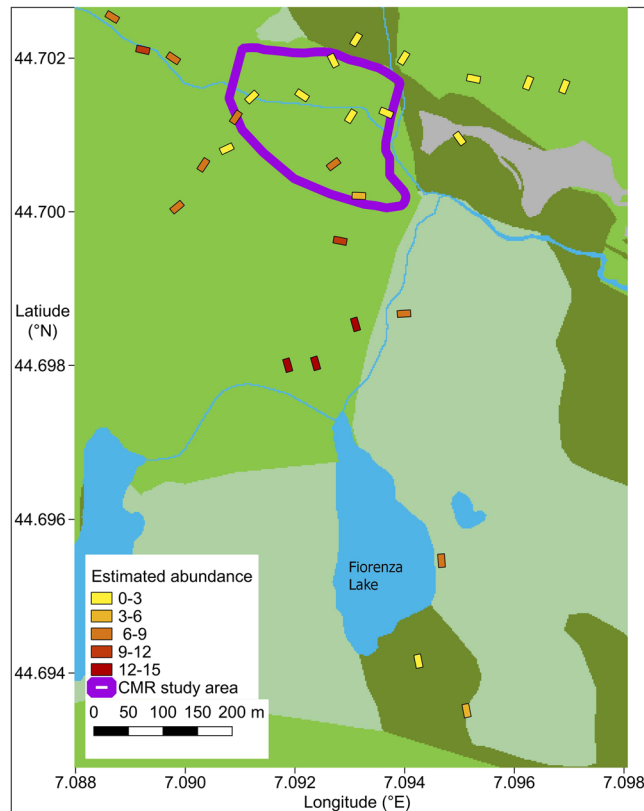 44.702
44.700
Latiude
(°N)
44.698
44.696
44.694
Fiorenza
Lake
Estimated abundance
0-3
3-6
6-9
9-12
12-15
CMR study area
0 50 100 150 200 m
7.088 7.090 7.092 7.094 7.096 7.098
Longitude (°E)